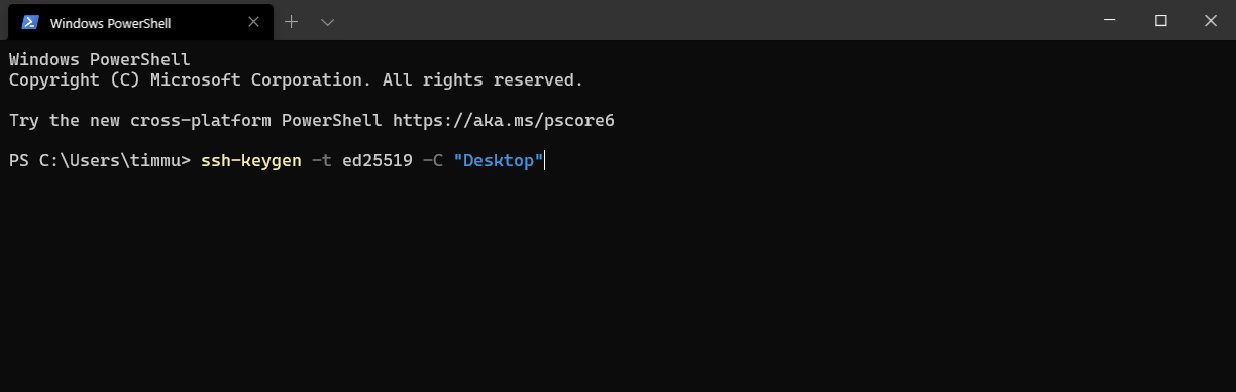 Windows PowerShell
Windows PowerShell
Copyright (C) Microsoft Corporation. All rights reserved.
Try the new cross-platform PowerShell https://aka.ms/pscore6
PS C:\Users\timmu> ssh-keygen -t ed25519 -C "Desktop"